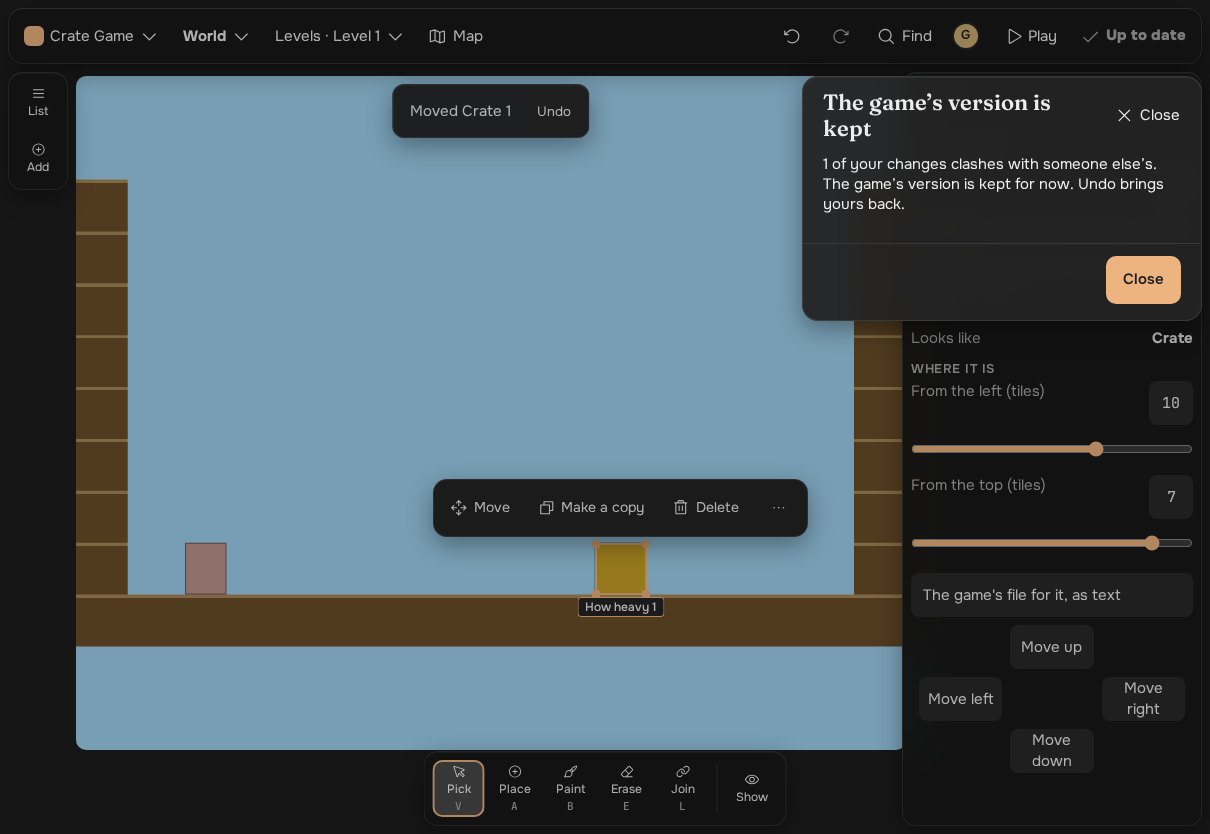 Crate Game
World
Levels · Level 1
Map
Find
G
Play
Up to date
List
Add
Moved Crate 1
Undo
The game’s version is
kept
Close
1 of your changes clashes with someone else’s.
The game’s version is kept for now. Undo brings
yours back.
Close
Looks like
Crate
WHERE IT IS
From the left (tiles)
10
From the top (tiles)
7
Move
Make a copy
Delete
···
How heavy 1
The game's file for it, as text
Move up
Move left
Move
right
Move
down
Pick
V
Place
A
Paint
B
Erase
E
Join
L
Show